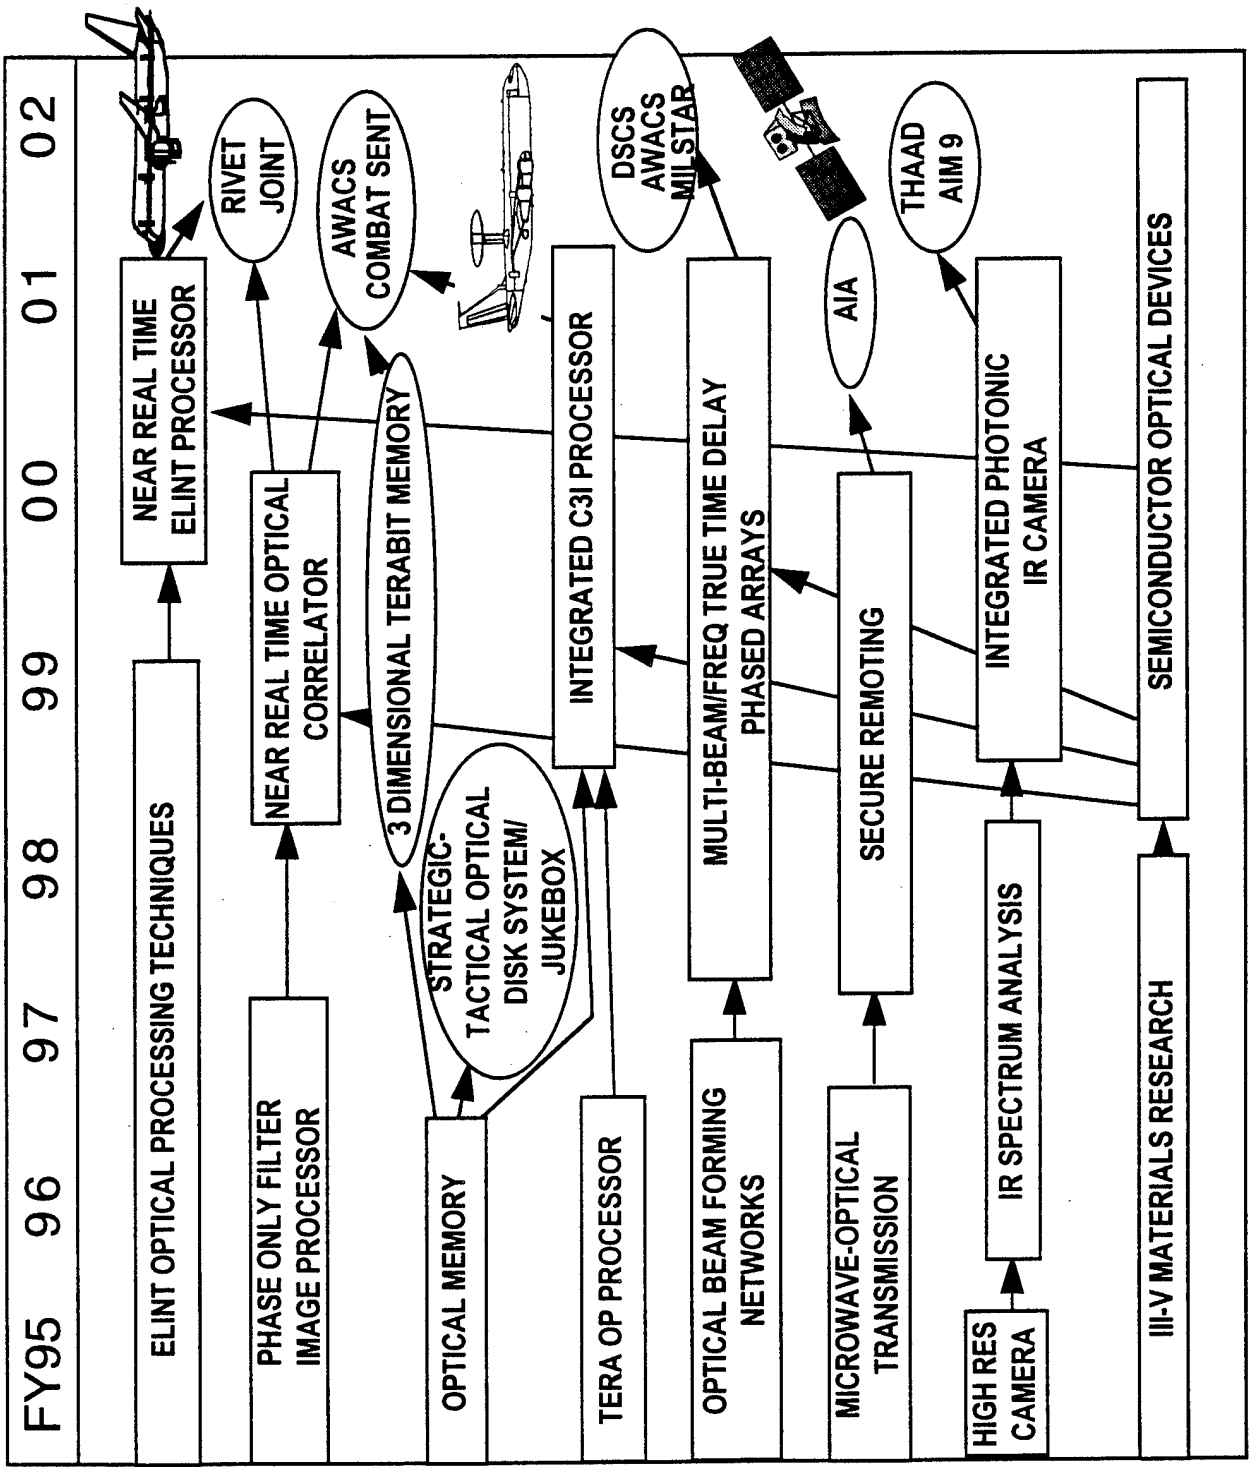 FY95 96 97 98 99 00 01 02
ELINT OPTICAL PROCESSING TECHNIQUES
NEAR REAL TIME
ELINT PROCESSOR
RIVET
JOINT
PHASE ONLY FILTER
IMAGE PROCESSOR
NEAR REAL TIME OPTICAL
CORRELATOR
AWACS
COMBAT SENT
3 DIMENSIONAL TERABIT MEMORY
OPTICAL MEMORY
STRATEGIC-
TACTICAL OPTICAL
DISK SYSTEM/
JUKEBOX
TERA OP PROCESSOR
INTEGRATED C3I PROCESSOR
DSCS
AWACS
MILSTAR
OPTICAL BEAM FORMING
NETWORKS
MULTI-BEAM/FREQ TRUE TIME DELAY
PHASED ARRAYS
MICROWAVE-OPTICAL
TRANSMISSION
SECURE REMOTING
AIA
HIGH RES
CAMERA
IR SPECTRUM ANALYSIS
INTEGRATED PHOTONIC
IR CAMERA
THAAD
AIM 9
III-V MATERIALS RESEARCH
SEMICONDUCTOR OPTICAL DEVICES